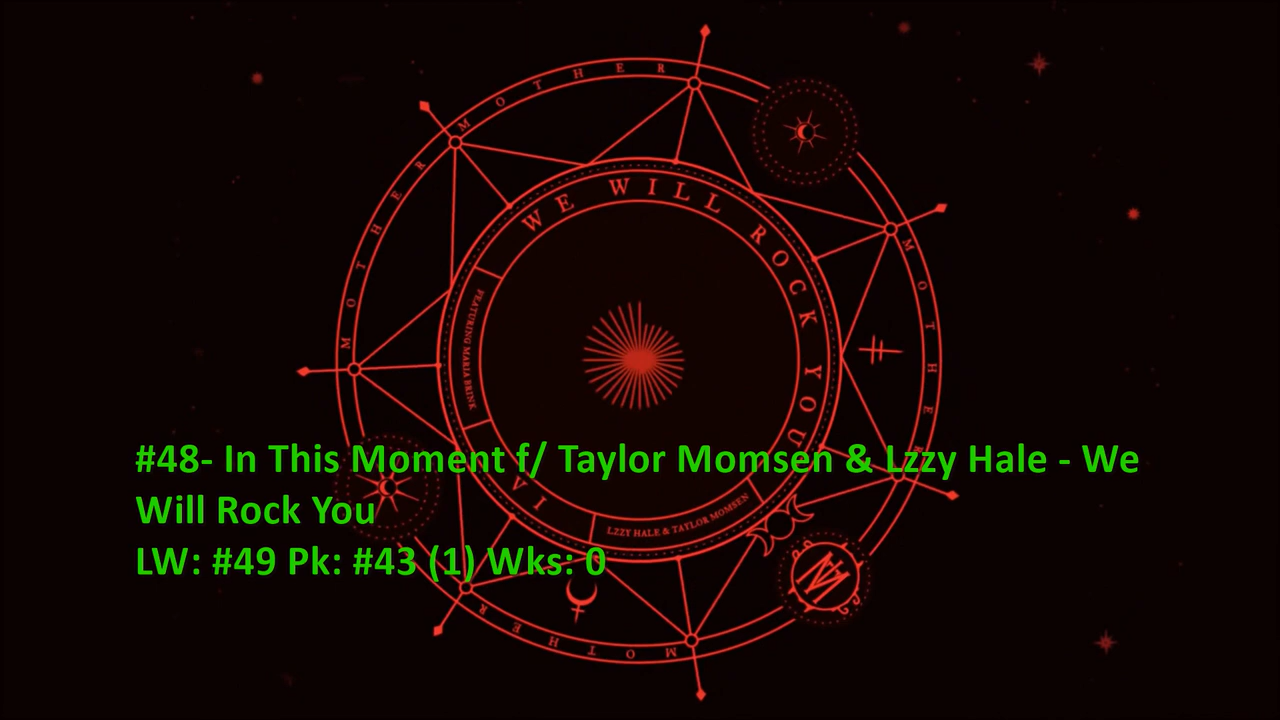 MOTHER
MOTHER
MOTHER
MOTHER
WE WILL ROCK YOU
FEATURING MARIA BRINK
LZZY HALE & TAYLOR MOMSEN
VI
#48- In This Moment f/ Taylor Momsen & Lzzy Hale - We
Will Rock You
LW: #49 Pk: #43 (1) Wks: 0